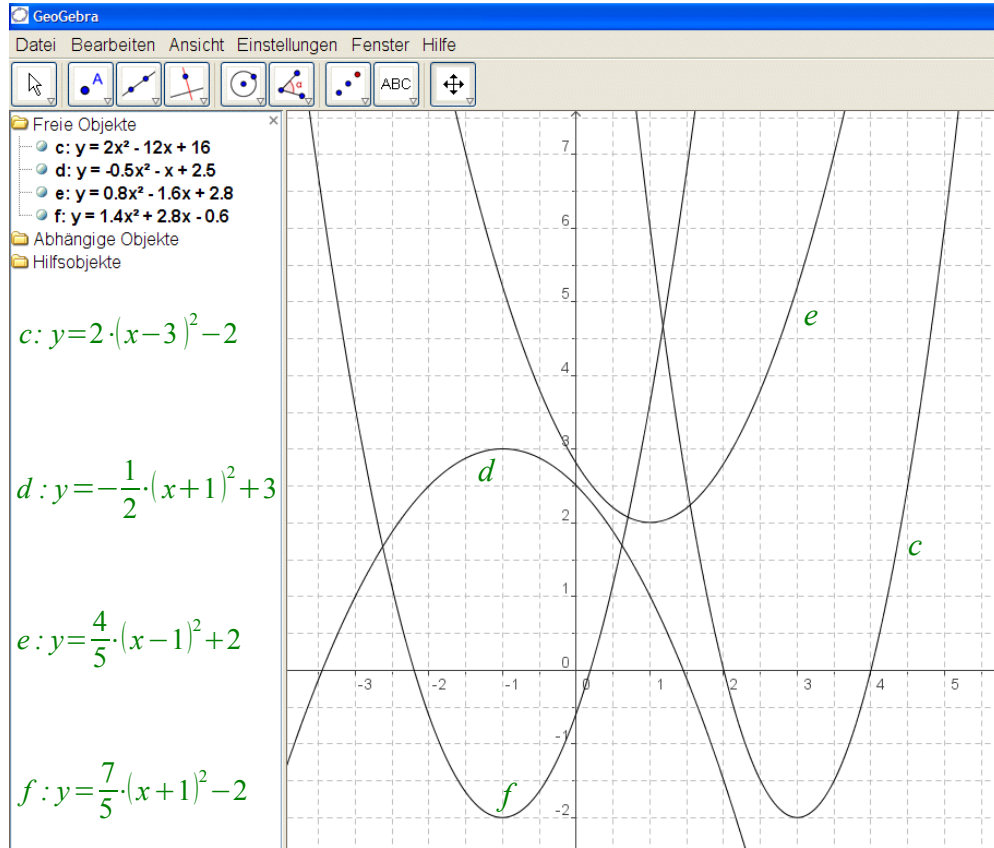 GeoGebra
Datei Bearbeiten Ansicht Einstellungen Fenster Hilfe
A α ABC
Freie Objekte ×
c: y = 2x² - 12x + 16
d: y = -0.5x² - x + 2.5
e: y = 0.8x² - 1.6x + 2.8
f: y = 1.4x² + 2.8x - 0.6
Abhängige Objekte
Hilfsobjekte
c: y=2·(x−3)²−2
d: y=−1/2·(x+1)²+3
e: y=4/5·(x−1)²+2
f: y=7/5·(x+1)²−2
7
6
5
e
4
3
d
2
c
1
0
-3 -2 -1 0 1 2 3 4 5
-1
f
-2